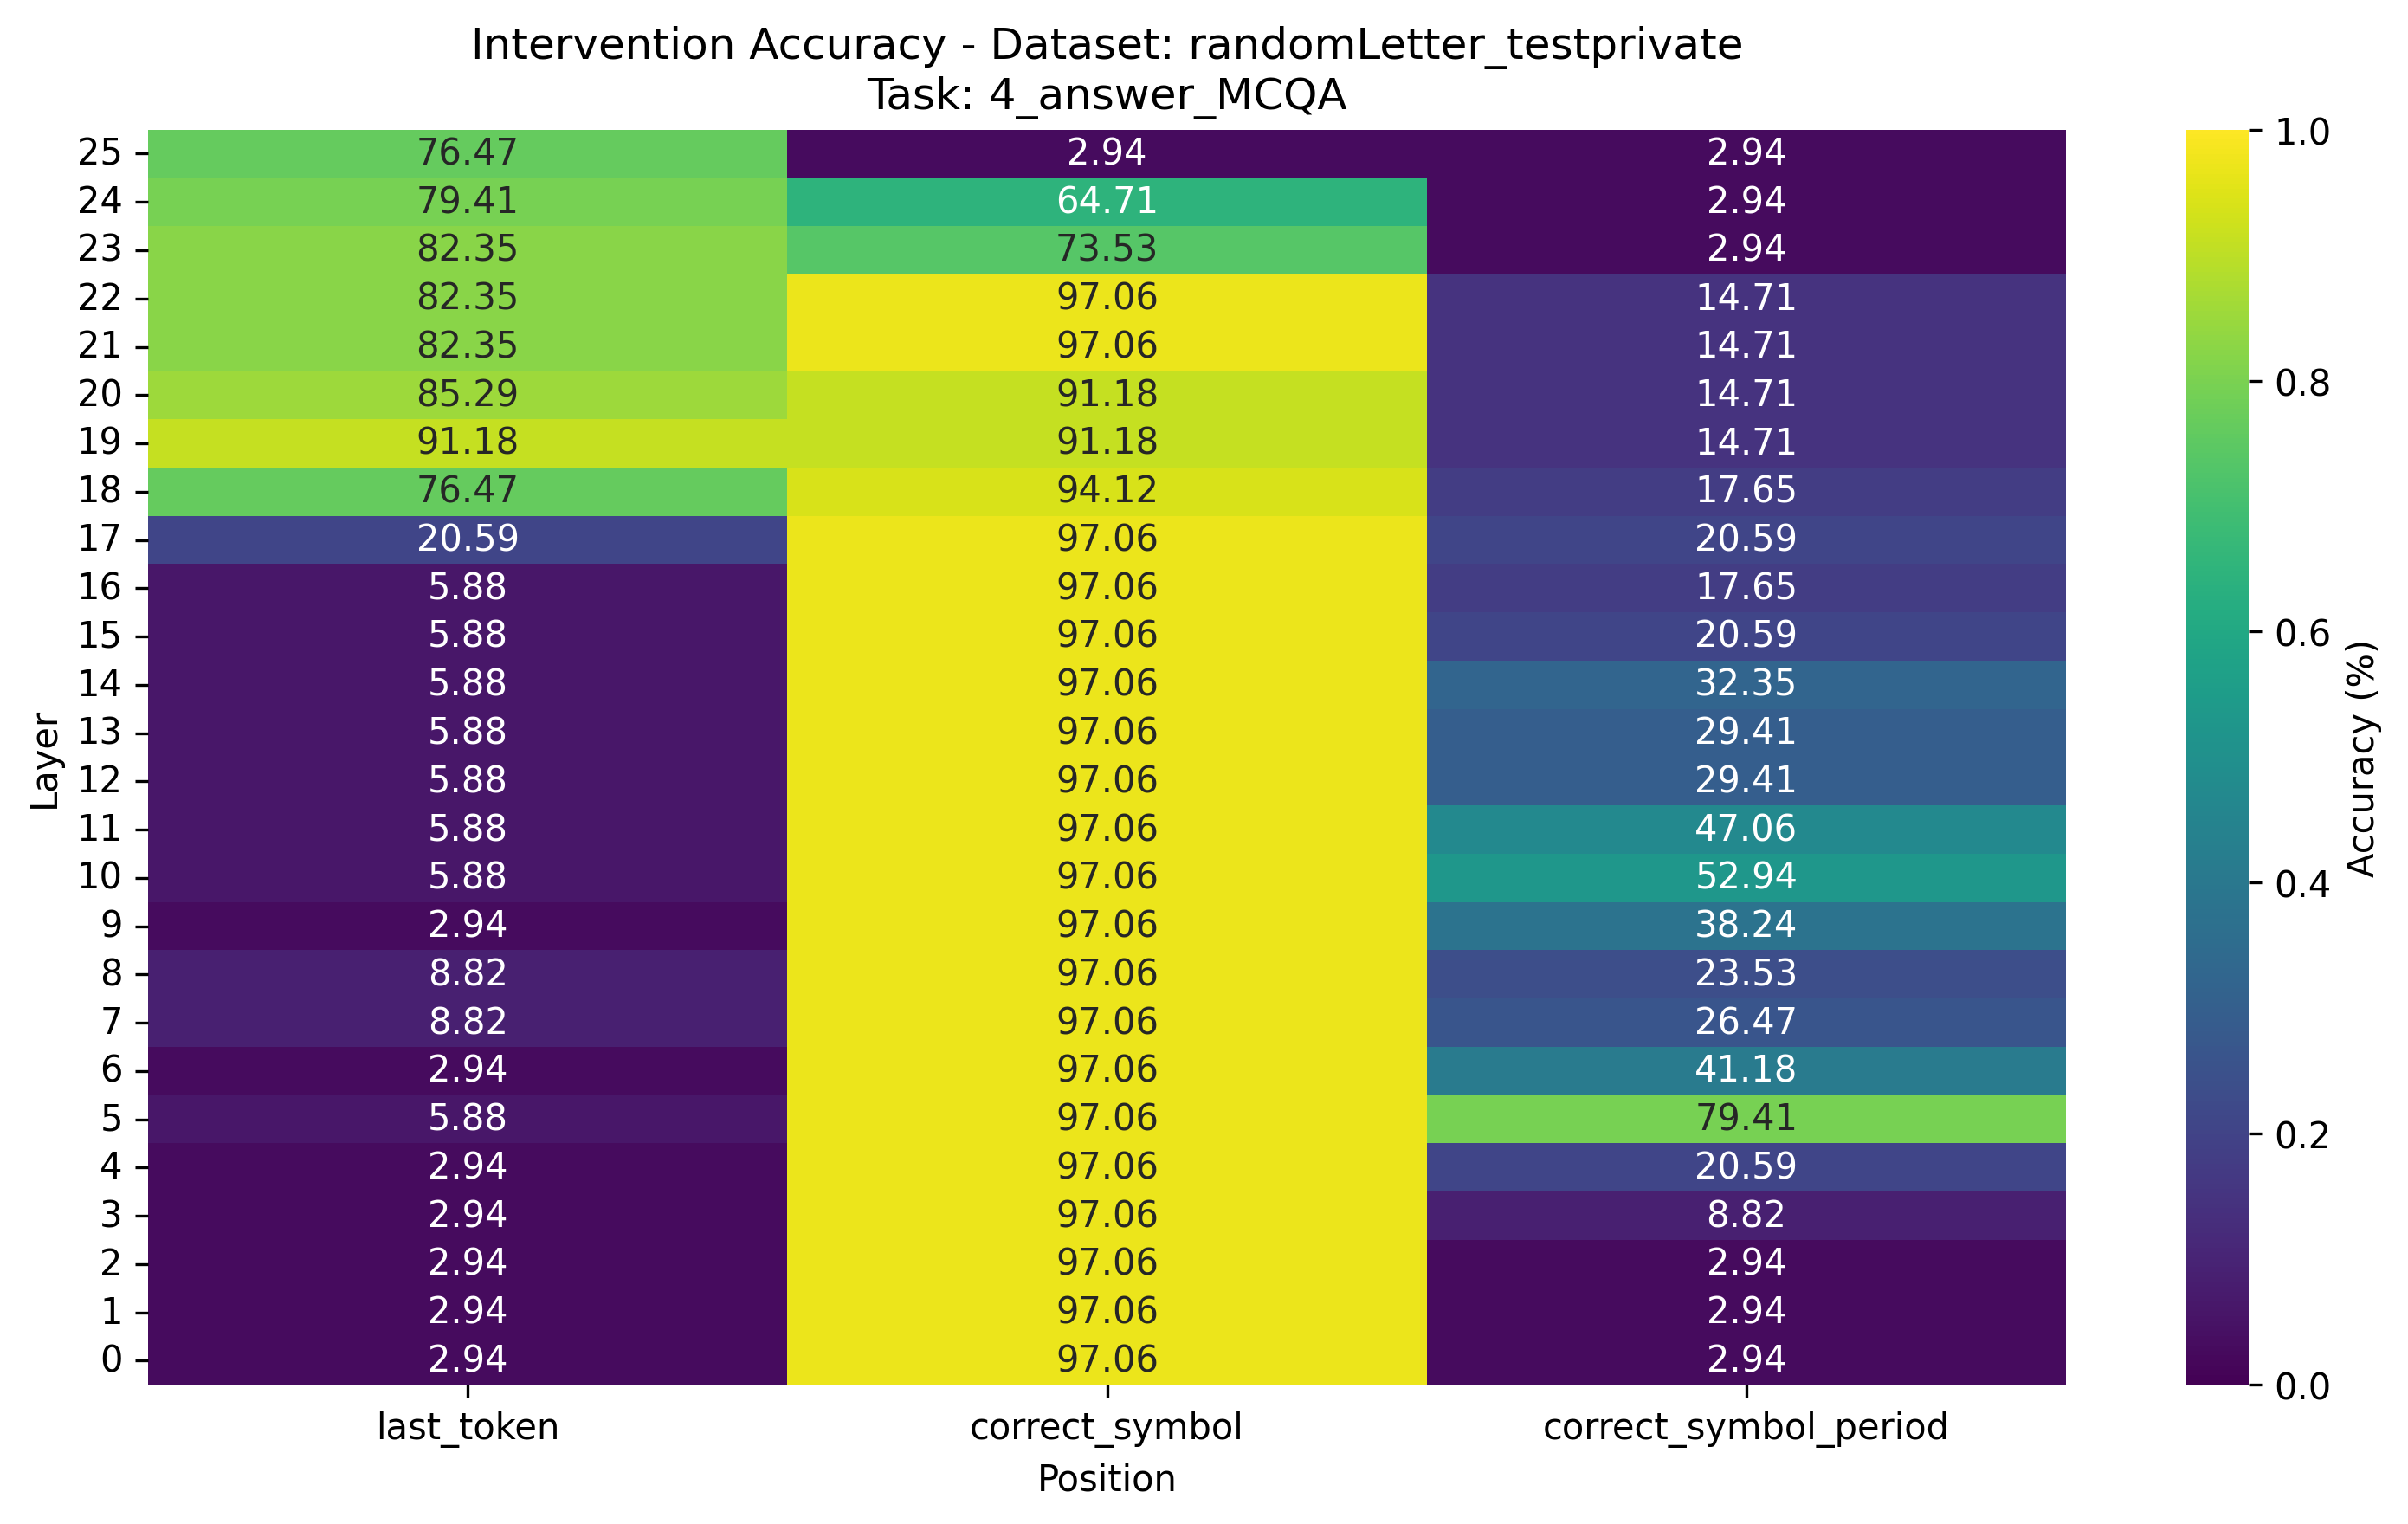 Intervention Accuracy - Dataset: randomLetter_testprivate
Task: 4_answer_MCQA
25 76.47 2.94 2.94
24 79.41 64.71 2.94
23 82.35 73.53 2.94
22 82.35 97.06 14.71
21 82.35 97.06 14.71
20 85.29 91.18 14.71
19 91.18 91.18 14.71
18 76.47 94.12 17.65
17 20.59 97.06 20.59
16 5.88 97.06 17.65
15 5.88 97.06 20.59
14 5.88 97.06 32.35
13 5.88 97.06 29.41
12 5.88 97.06 29.41
11 5.88 97.06 47.06
10 5.88 97.06 52.94
9 2.94 97.06 38.24
8 8.82 97.06 23.53
7 8.82 97.06 26.47
6 2.94 97.06 41.18
5 5.88 97.06 79.41
4 2.94 97.06 20.59
3 2.94 97.06 8.82
2 2.94 97.06 2.94
1 2.94 97.06 2.94
0 2.94 97.06 2.94
last_token correct_symbol correct_symbol_period
Position
Layer
1.0
0.8
0.6
0.4
0.2
0.0
Accuracy (%)